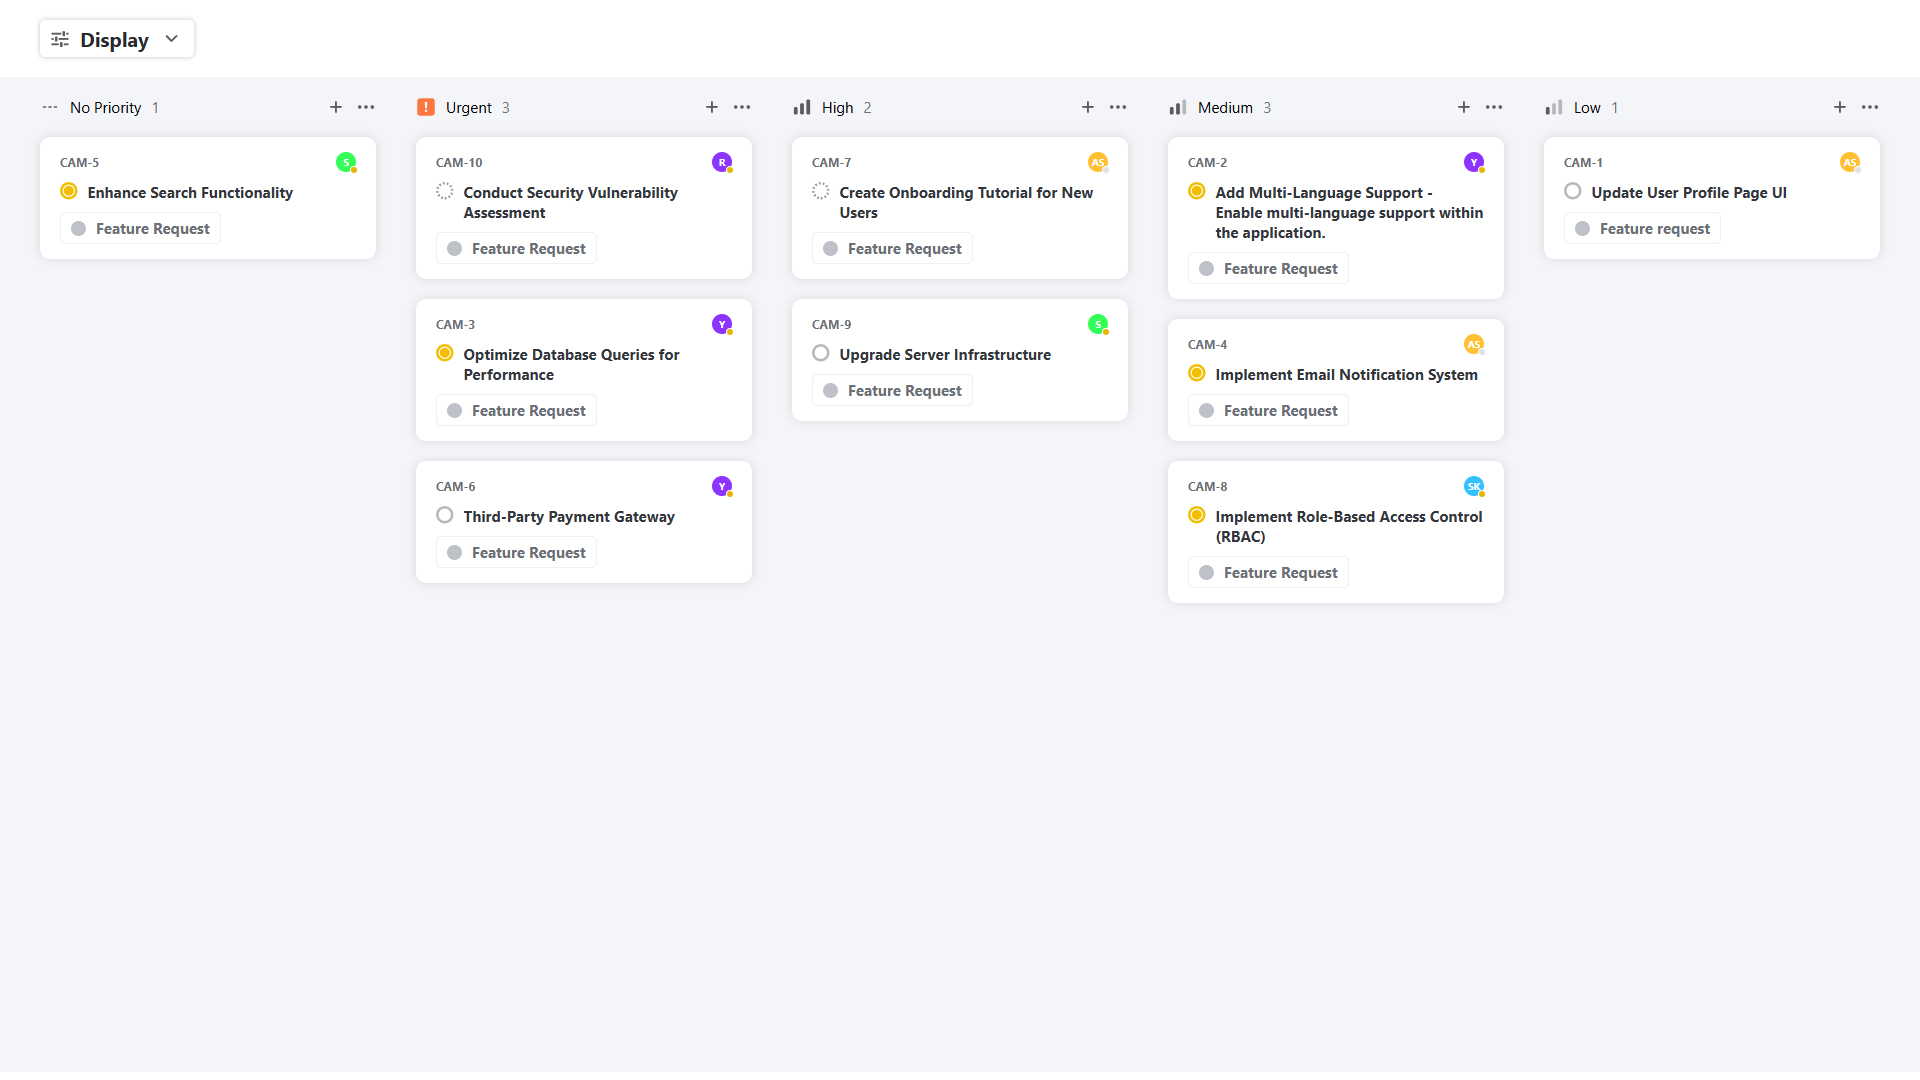 Display
No Priority 1
CAM-5
S
Enhance Search Functionality
Feature Request
! Urgent 3
CAM-10
R
Conduct Security Vulnerability
Assessment
Feature Request
CAM-3
Y
Optimize Database Queries for
Performance
Feature Request
CAM-6
Y
Third-Party Payment Gateway
Feature Request
High 2
CAM-7
AS
Create Onboarding Tutorial for New
Users
Feature Request
CAM-9
S
Upgrade Server Infrastructure
Feature Request
Medium 3
CAM-2
Y
Add Multi-Language Support -
Enable multi-language support within
the application.
Feature Request
CAM-4
AS
Implement Email Notification System
Feature Request
CAM-8
SK
Implement Role-Based Access Control
(RBAC)
Feature Request
Low 1
CAM-1
AS
Update User Profile Page UI
Feature request